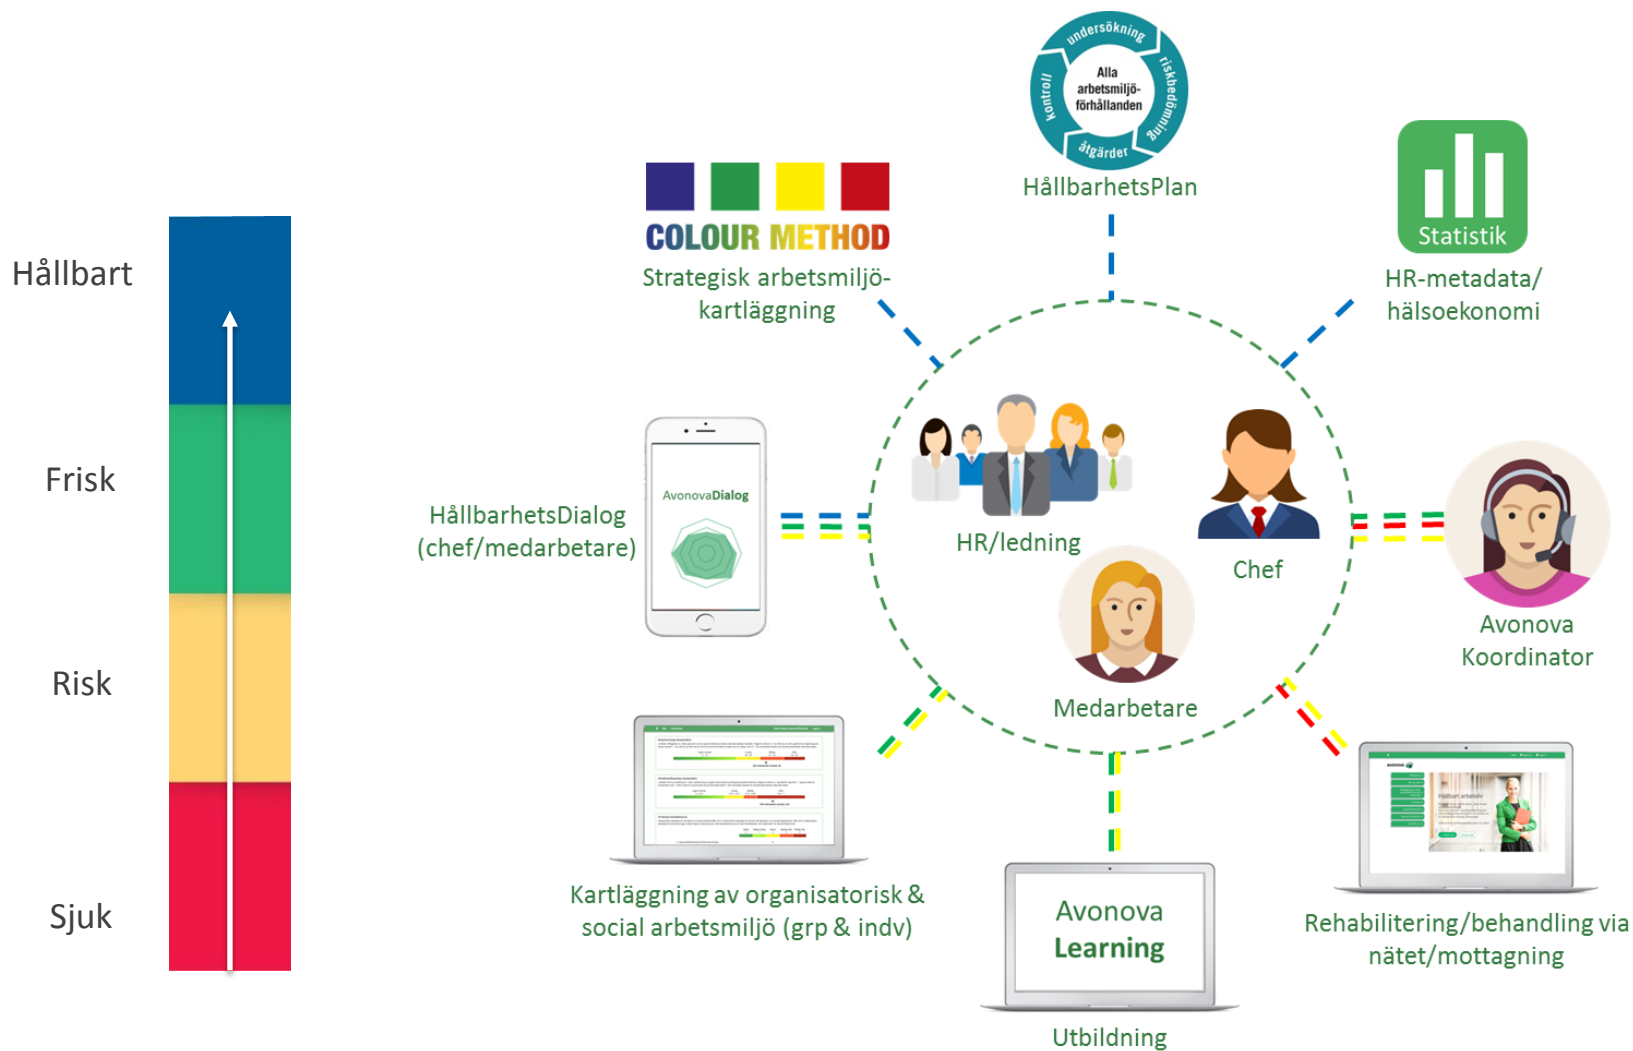 undersökning
riskbedömning
åtgärder
kontroll
Alla
arbetsmiljö-
förhållanden
HållbarhetsPlan
COLOUR METHOD
Strategisk arbetsmiljö-
kartläggning
Statistik
HR-metadata/
hälsoekonomi
Hållbart
Frisk
Risk
Sjuk
AvonovaDialog
HållbarhetsDialog
(chef/medarbetare)
HR/ledning
Chef
Medarbetare
Avonova
Koordinator
Kartläggning av organisatorisk &
social arbetsmiljö (grp & indv)
Avonova
Learning
Utbildning
Hållbart arbetsliv
Rehabilitering/behandling via
nätet/mottagning